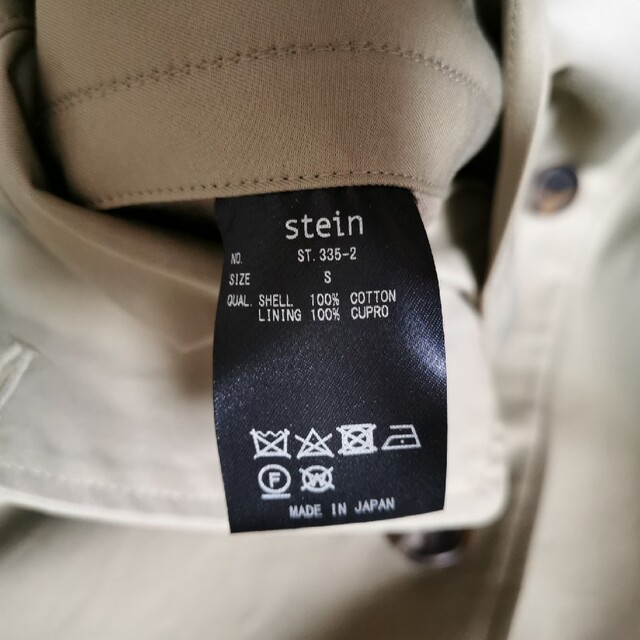 stein
NO. ST.335-2
SIZE S
QUAL. SHELL 100% COTTON
LINING 100% CUPRO
F W
MADE IN JAPAN